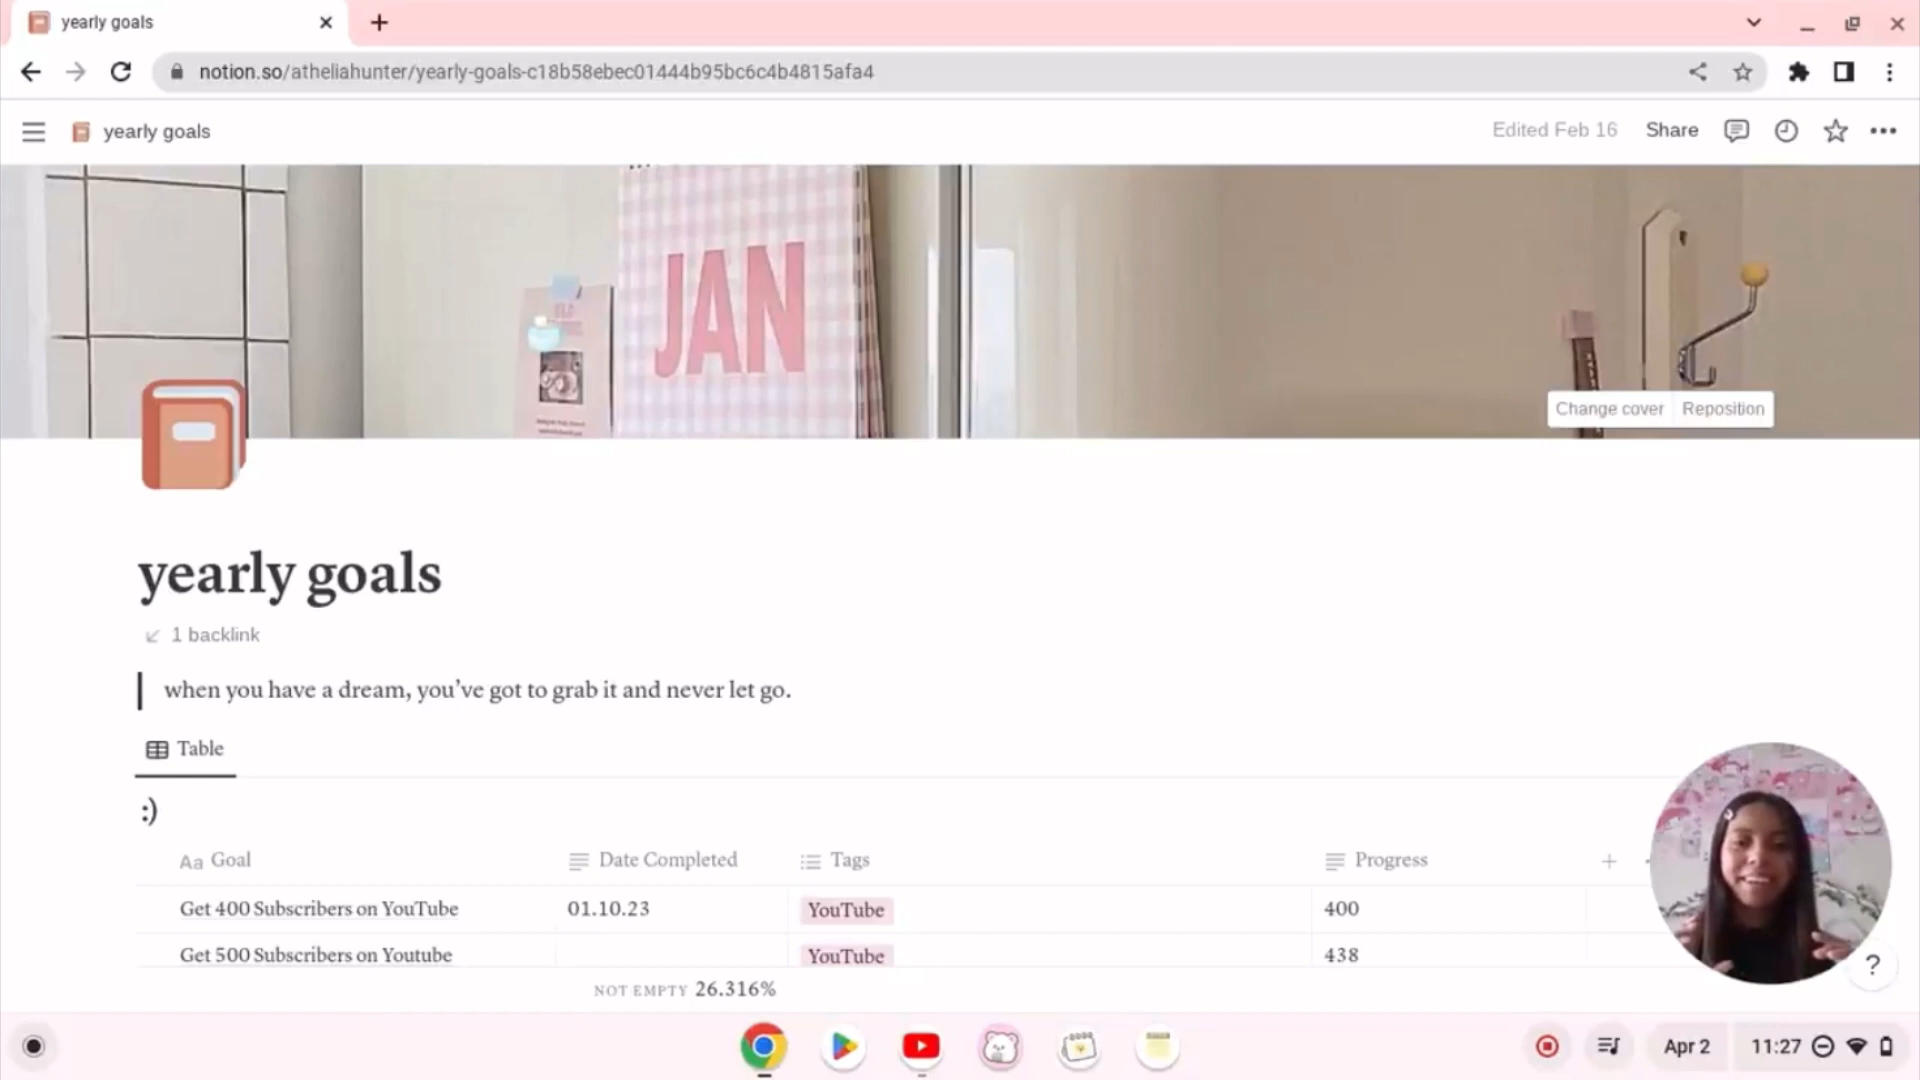 yearly goals
notion.so/atheliahunter/yearly-goals-c18b58ebec01444b95bc6c4b4815afa4
yearly goals
Edited Feb 16 Share
JAN
Change cover Reposition
yearly goals
1 backlink
when you have a dream, you’ve got to grab it and never let go.
Table
:)
Aa Goal Date Completed Tags Progress +
Get 400 Subscribers on YouTube 01.10.23 YouTube 400
Get 500 Subscribers on Youtube YouTube 438
NOT EMPTY 26.316%
?
Apr 2 11:27